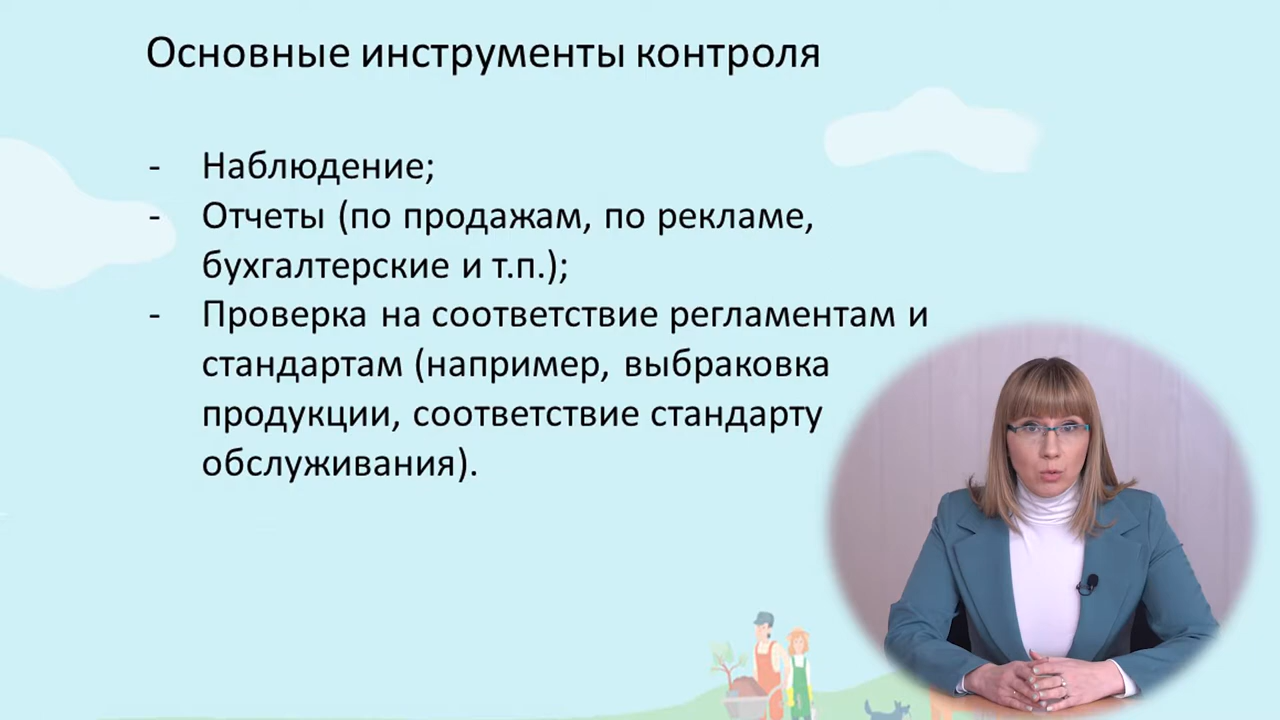 Основные инструменты контроля
- Наблюдение;
- Отчеты (по продажам, по рекламе,
бухгалтерские и т.п.);
- Проверка на соответствие регламентам и
стандартам (например, выбраковка
продукции, соответствие стандарту
обслуживания).